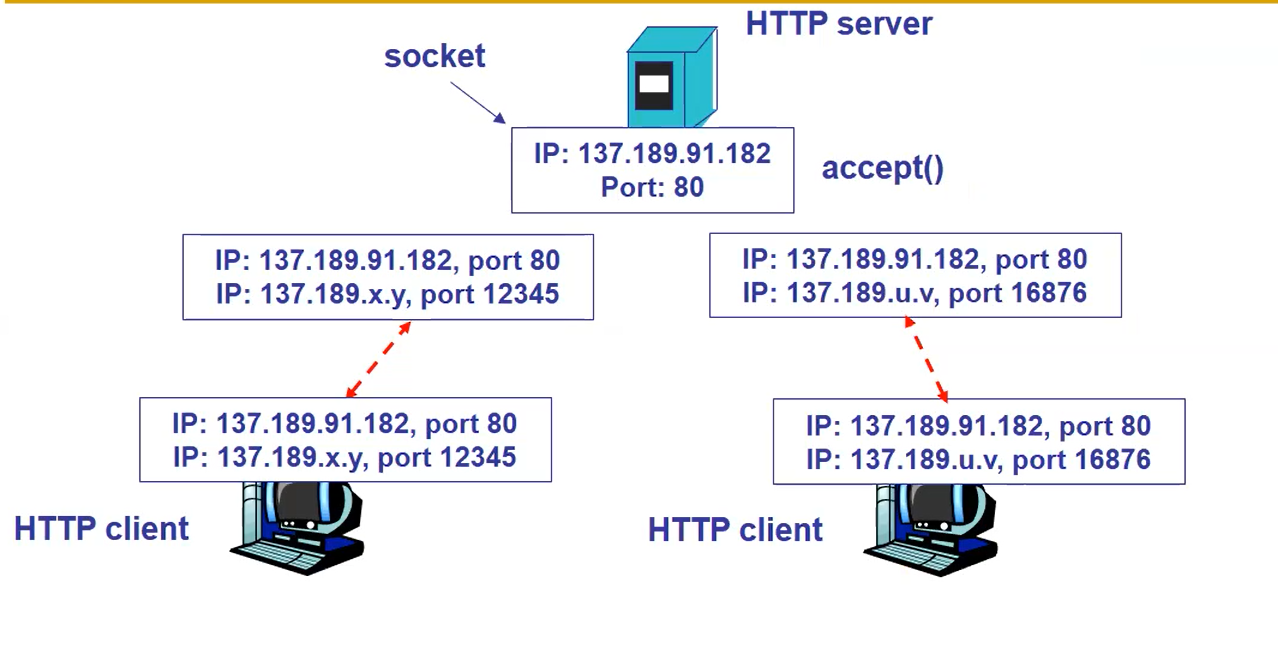 HTTP server
socket
IP: 137.189.91.182
Port: 80
accept()
IP: 137.189.91.182, port 80
IP: 137.189.x.y, port 12345
IP: 137.189.91.182, port 80
IP: 137.189.u.v, port 16876
IP: 137.189.91.182, port 80
IP: 137.189.x.y, port 12345
IP: 137.189.91.182, port 80
IP: 137.189.u.v, port 16876
HTTP client
HTTP client